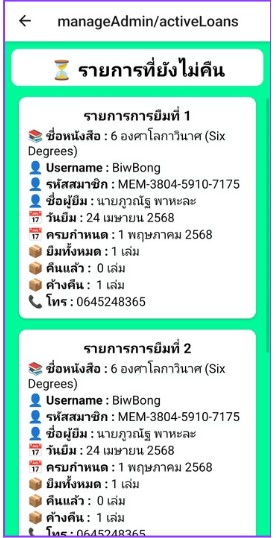 manageAdmin/activeLoans
⏳ รายการที่ยังไม่คืน
รายการการยืมที่ 1
📚 ชื่อหนังสือ : 6 องศาโลกาวินาศ (Six
Degrees)
👤 Username : BiwBong
👤 รหัสสมาชิก : MEM-3804-5910-7175
👤 ชื่อผู้ยืม : นายภูวณัฐ พาหะละ
📅 วันยืม : 24 เมษายน 2568
📅 ครบกำหนด : 1 พฤษภาคม 2568
📦 ยืมทั้งหมด : 1 เล่ม
📦 คืนแล้ว : 0 เล่ม
📦 ค้างคืน : 1 เล่ม
📞 โทร : 0645248365
รายการการยืมที่ 2
📚 ชื่อหนังสือ : 6 องศาโลกาวินาศ (Six
Degrees)
👤 Username : BiwBong
👤 รหัสสมาชิก : MEM-3804-5910-7175
👤 ชื่อผู้ยืม : นายภูวณัฐ พาหะละ
📅 วันยืม : 24 เมษายน 2568
📅 ครบกำหนด : 1 พฤษภาคม 2568
📦 ยืมทั้งหมด : 1 เล่ม
📦 คืนแล้ว : 0 เล่ม
📦 ค้างคืน : 1 เล่ม
📞 โทร : 0645248365